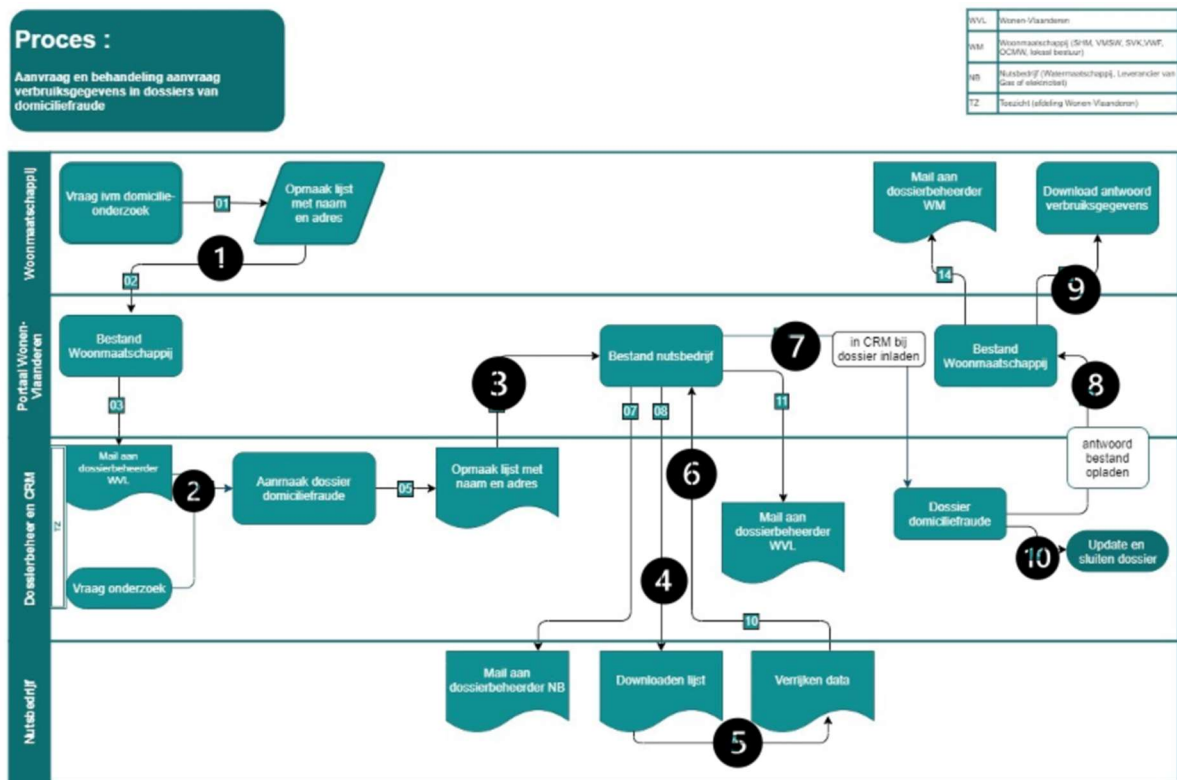 Proces :
Aanvraag en behandeling aanvraag
verbruiksgegevens in dossiers van
domiciliefraude
WVL Wonen-Vlaanderen
WM Woonmaatschappij (SHM, VMSW, SVK,VWF,
OCMW, lokaal bestuur)
NB Nutsbedrijf (Watermaatschappij, Leverancier van
Gas of elektriciteit)
TZ Toezicht (afdeling Wonen-Vlaanderen)
Woonmaatschappij
Vraag ivm domicilie-
onderzoek
01
Opmaak lijst
met naam
en adres
1
02
Mail aan
dossierbeheerder
WM
Download antwoord
verbruiksgegevens
14
9
Portaal Wonen-
Vlaanderen
Bestand
Woonmaatschappij
03
3
Bestand nutsbedrijf
7
in CRM bij
dossier inladen
Bestand
Woonmaatschappij
8
07
08
11
6
Dossierbeheer en CRM
TZ
Mail aan
dossierbeheerder
WVL
2
Aanmaak dossier
domiciliefraude
05
Opmaak lijst met
naam en adres
antwoord
bestand
opladen
Dossier
domiciliefraude
Mail aan
dossierbeheerder
WVL
10
Update en
sluiten dossier
Vraag onderzoek
4
10
Nutsbedrijf
Mail aan
dossierbeheerder NB
Downloaden lijst
Verrijken data
5